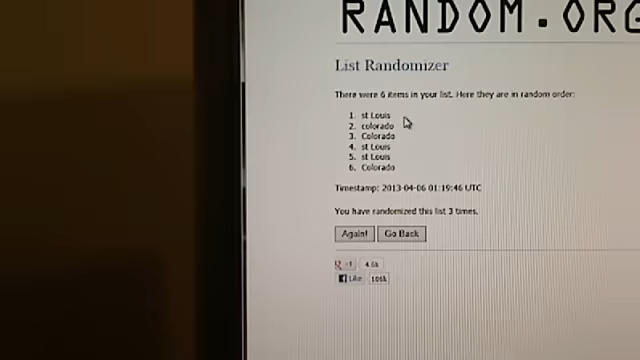 RANDOM.ORG
List Randomizer
There were 6 items in your list. Here they are in random order:
1. st Louis
2. colorado
3. Colorado
4. st Louis
5. st Louis
6. Colorado
Timestamp: 2013-04-06 01:19:46 UTC
You have randomized this list 3 times.
Again! Go Back
+1
Like